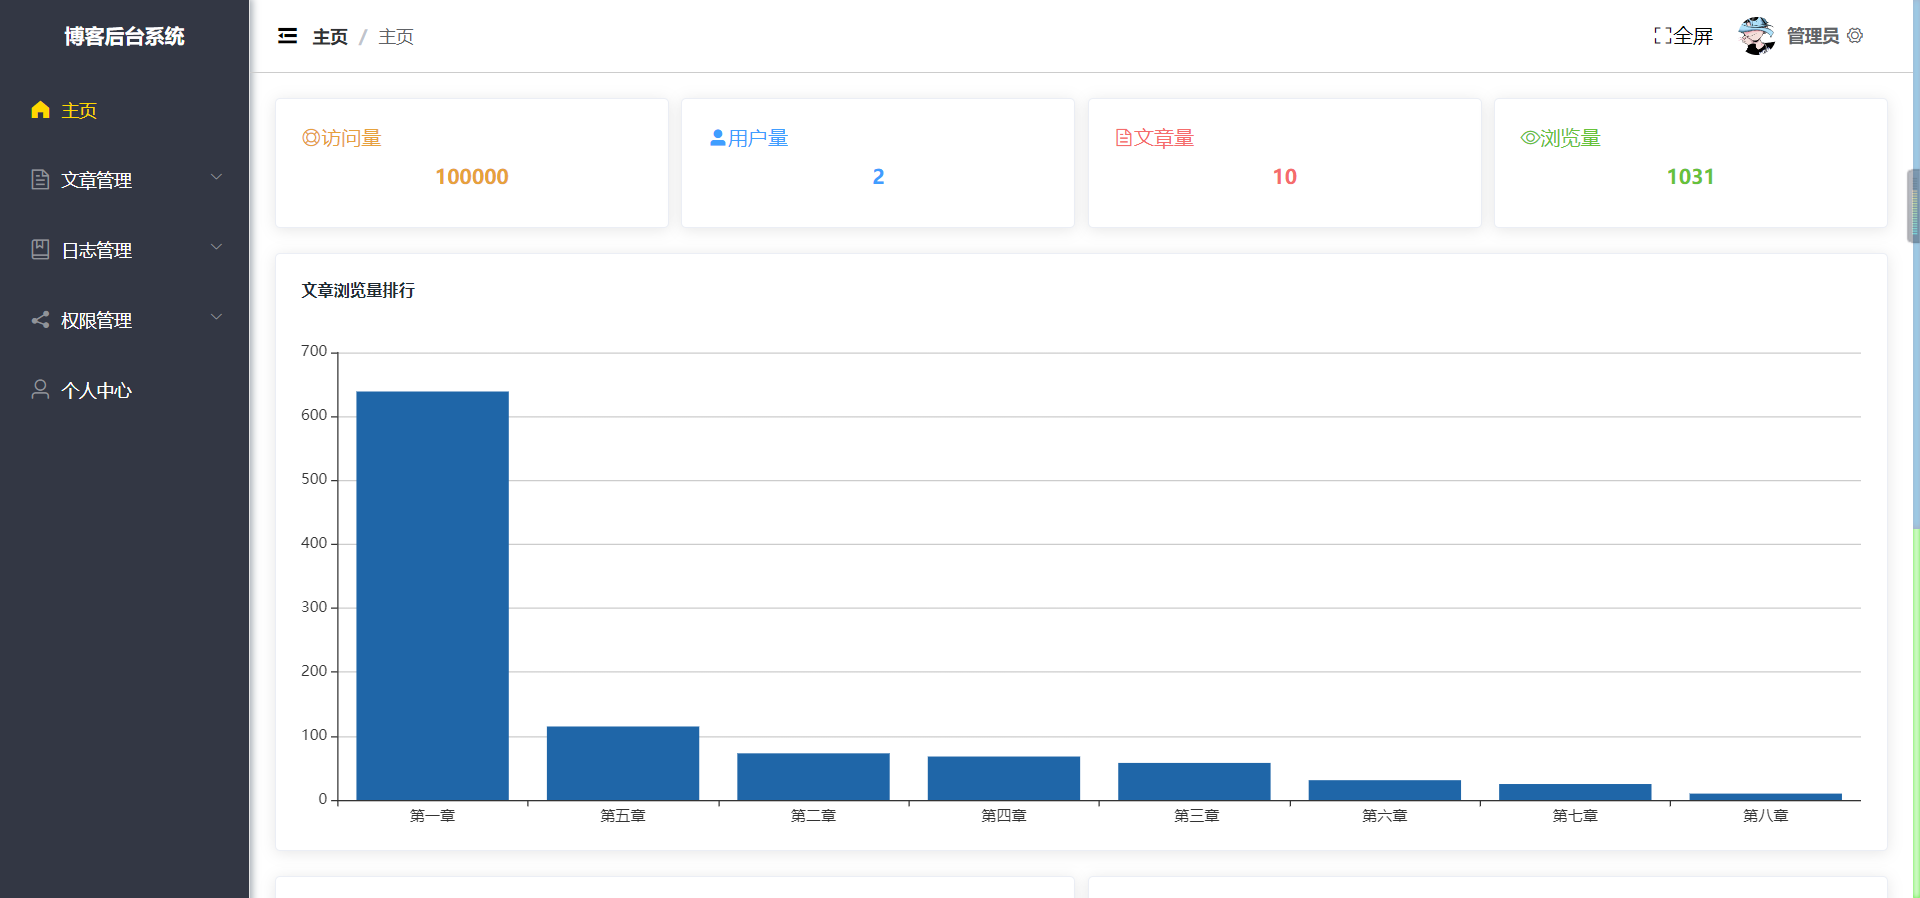 博客后台系统
主页
文章管理
日志管理
权限管理
个人中心
主页 / 主页
全屏
管理员
访问量
100000
用户量
2
文章量
10
浏览量
1031
文章浏览量排行
700
600
500
400
300
200
100
0
第一章 第五章 第二章 第四章 第三章 第六章 第七章 第八章